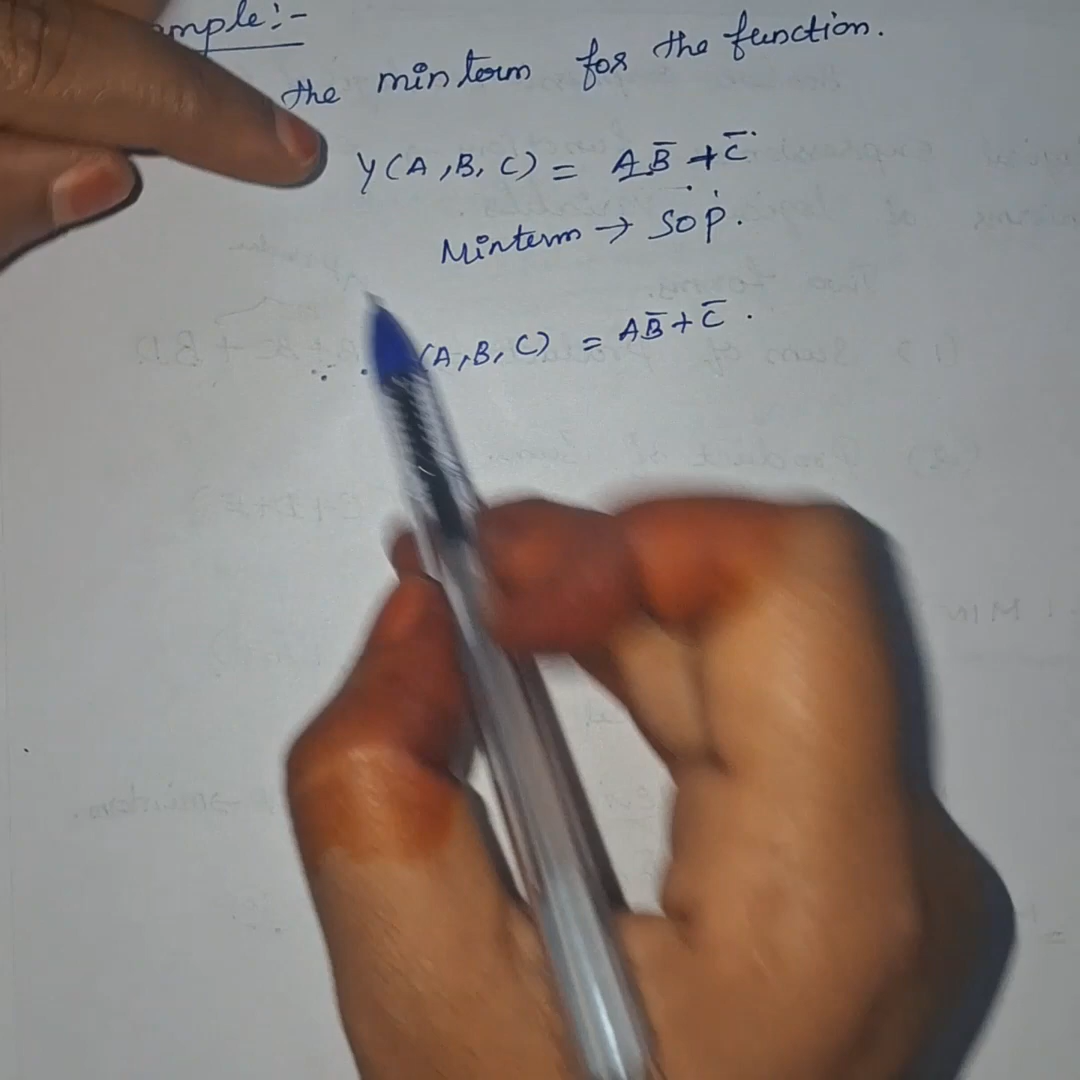 mple:-
the minterm for the function.
Y(A,B,C) = AB̅ + C̅
Minterm → SOP.
(A,B,C) = AB̅ + C̅.